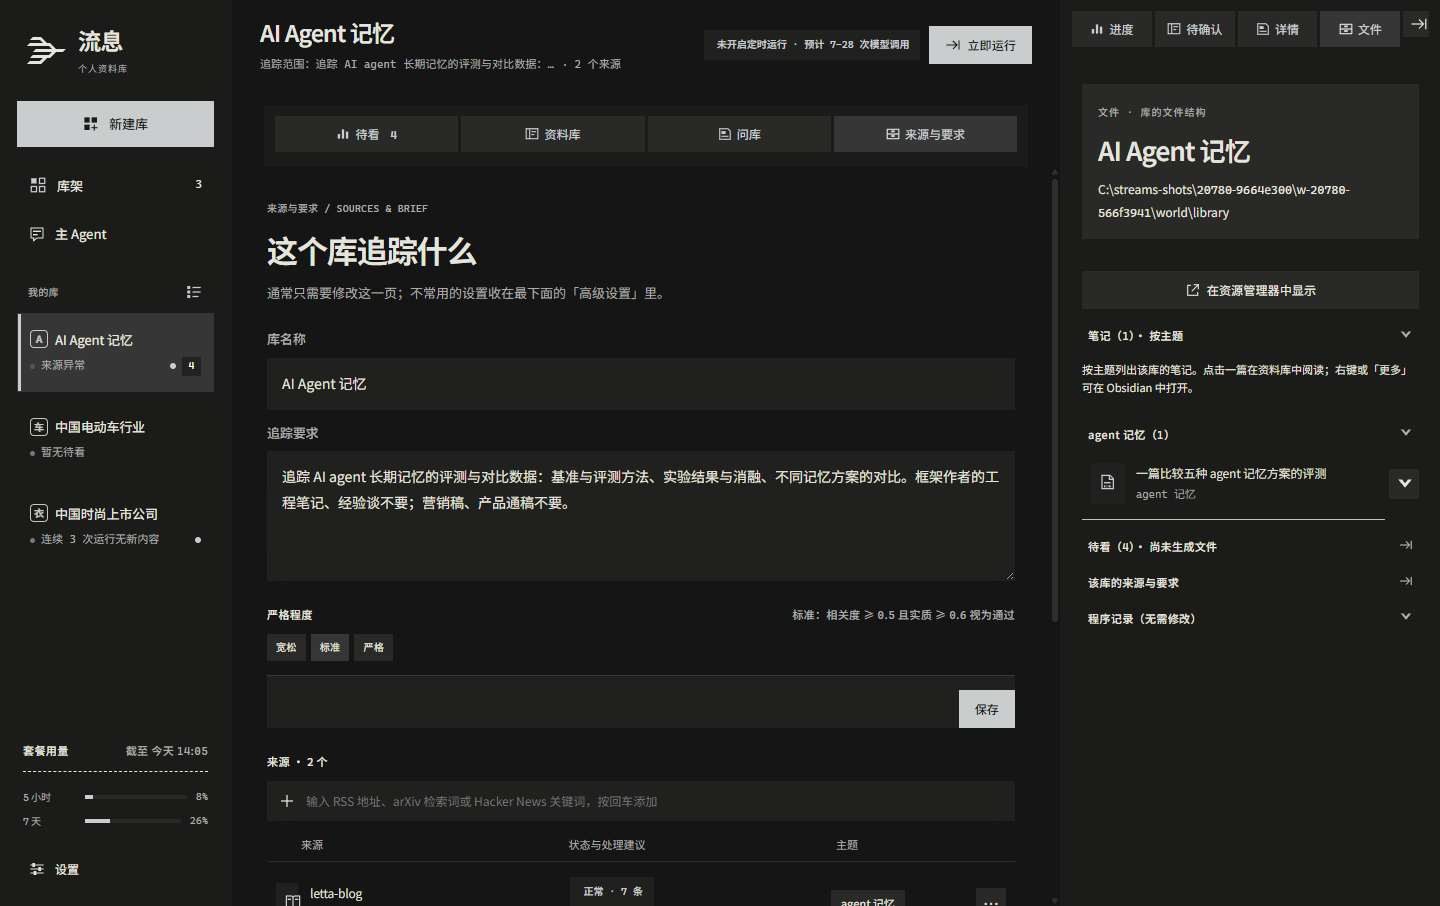 流息
个人资料库
新建库
库架 3
主 Agent
我的库
A AI Agent 记忆
来源异常 4
车 中国电动车行业
暂无待看
衣 中国时尚上市公司
连续 3 次运行无新内容
套餐用量 截至 今天 14:05
5 小时 8%
7 天 26%
设置
AI Agent 记忆
追踪范围：追踪 AI agent 长期记忆的评测与对比数据：… · 2 个来源
未开启定时运行 · 预计 7–28 次模型调用
立即运行
待看 4
资料库
问库
来源与要求
来源与要求 / SOURCES & BRIEF
这个库追踪什么
通常只需要修改这一页；不常用的设置收在最下面的「高级设置」里。
库名称
AI Agent 记忆
追踪要求
追踪 AI agent 长期记忆的评测与对比数据：基准与评测方法、实验结果与消融、不同记忆方案的对比。框架作者的工
程笔记、经验谈不要；营销稿、产品通稿不要。
严格程度 标准：相关度 ≥ 0.5 且实质 ≥ 0.6 视为通过
宽松 标准 严格
保存
来源 · 2 个
输入 RSS 地址、arXiv 检索词或 Hacker News 关键词，按回车添加
来源 状态与处理建议 主题
letta-blog 正常 · 7 条 agent 记忆 ...
进度 待确认 详情 文件
文件 · 库的文件结构
AI Agent 记忆
C:\streams-shots\20780-9664e300\w-20780-
566f3941\world\library
在资源管理器中显示
笔记（1）· 按主题
按主题列出该库的笔记。点击一篇在资料库中阅读；右键或「更多」
可在 Obsidian 中打开。
agent 记忆（1）
一篇比较五种 agent 记忆方案的评测
agent 记忆
待看（4）· 尚未生成文件
该库的来源与要求
程序记录（无需修改）